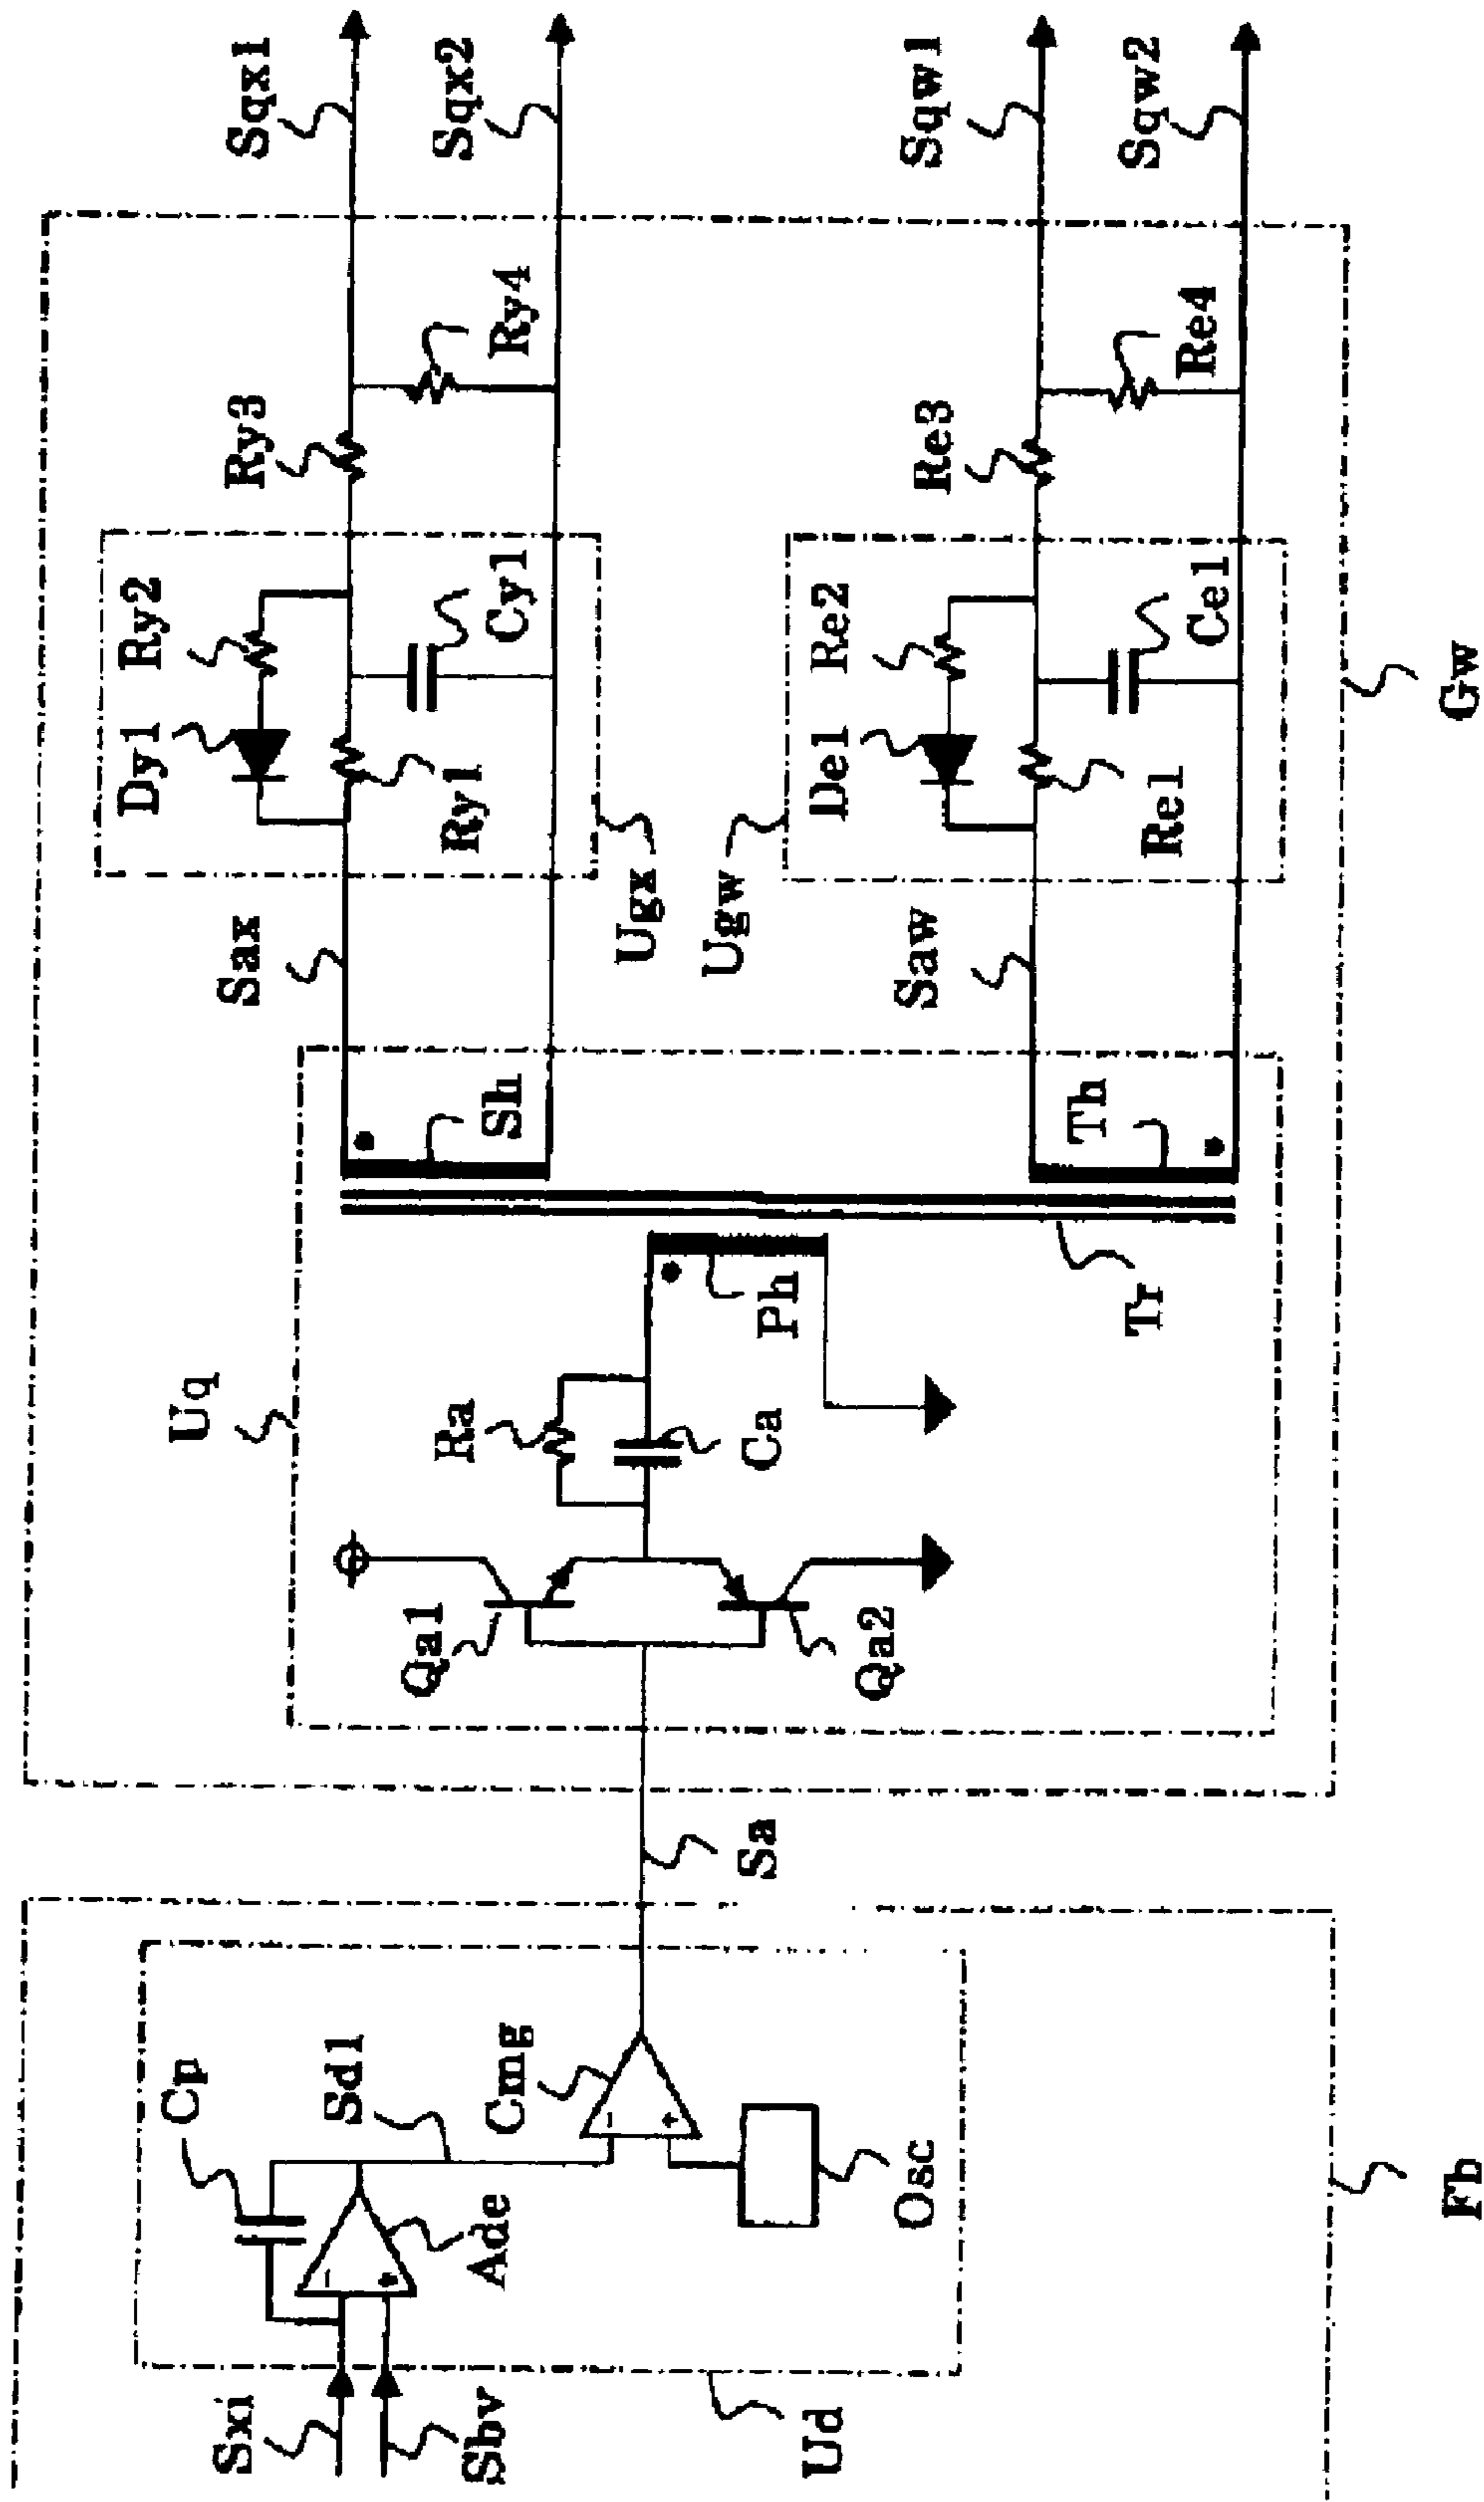 Sxi
Sbv
Ud
Cp
Sd1
Ade
Cmg
Osc
Fb
Sa
Uq
Qa1
Qa2
Ra
Ca
Ph
Tr
Sh
Th
Sax
Saw
Ugx
Ugw
Dy1
Ry2
Ry1
Cy1
De1
Re2
Re1
Ce1
Gw
Ry3
Ry4
Re3
Re4
Sqx1
Sqx2
Sqw1
Sqw2